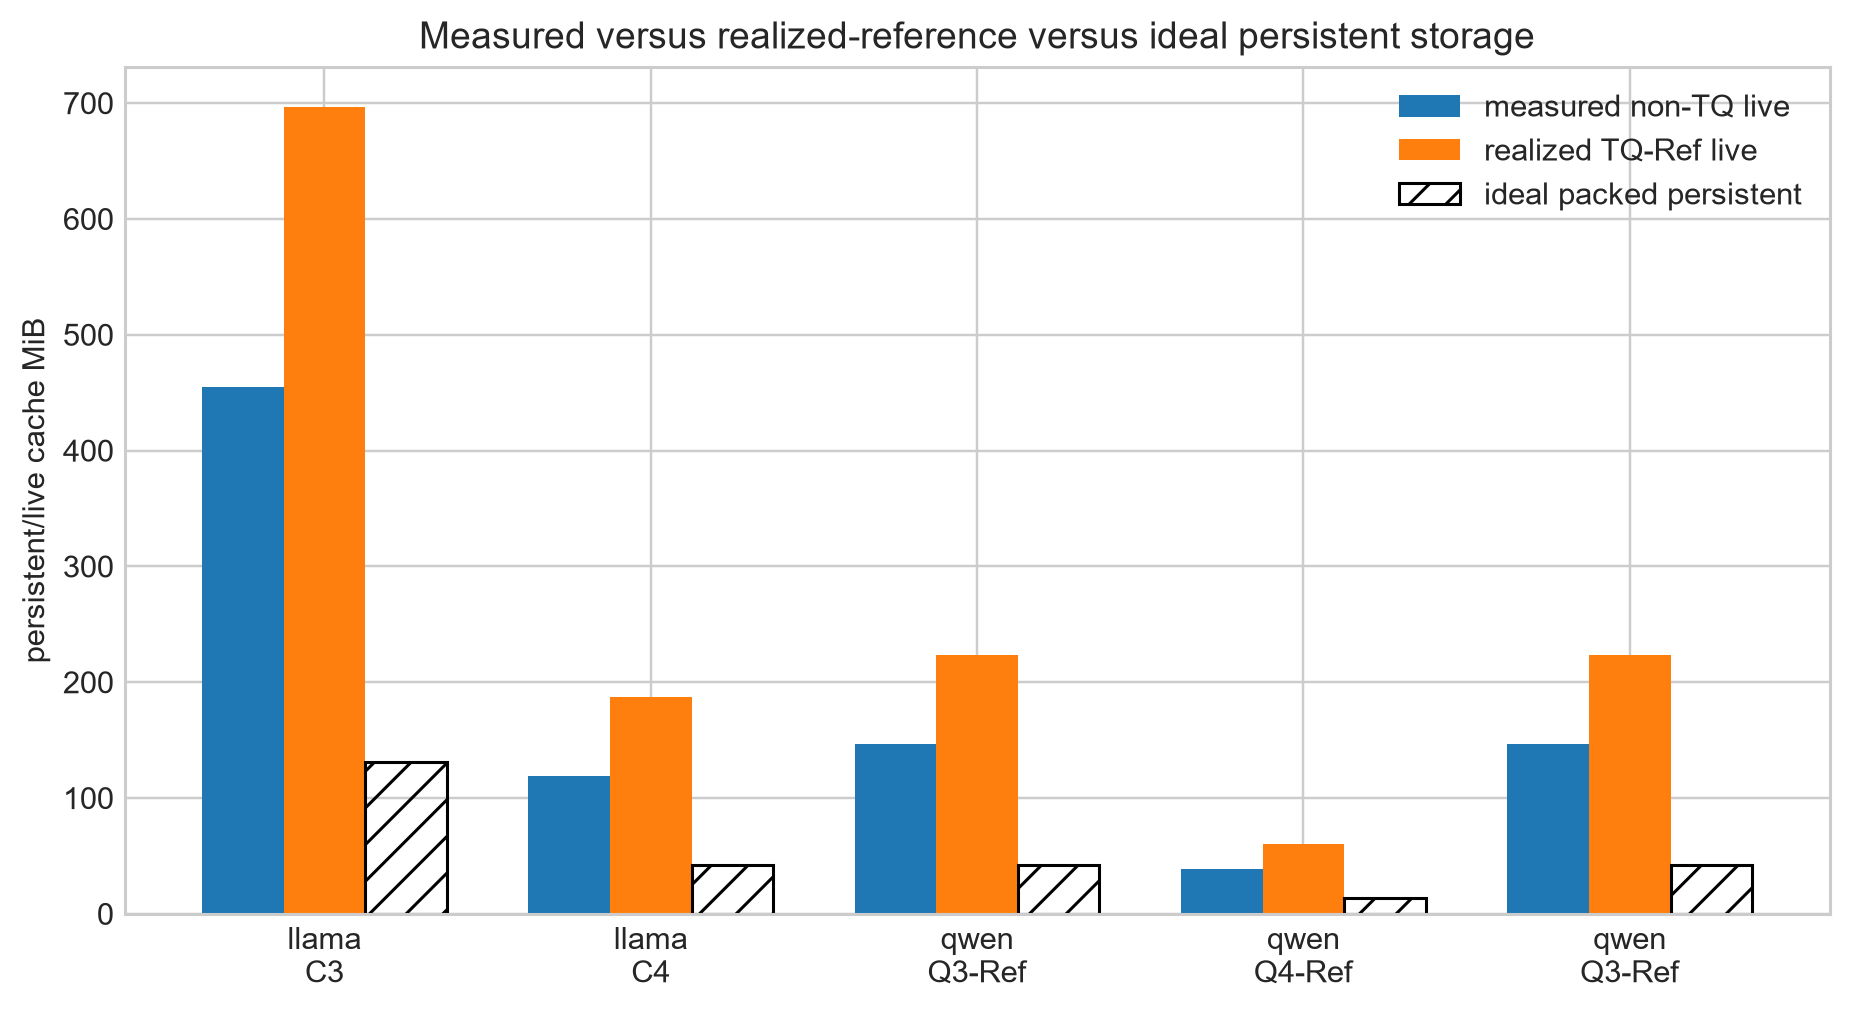 Measured versus realized-reference versus ideal persistent storage
measured non-TQ live
realized TQ-Ref live
ideal packed persistent
persistent/live cache MiB
700
600
500
400
300
200
100
0
llama
C3
llama
C4
qwen
Q3-Ref
qwen
Q4-Ref
qwen
Q3-Ref